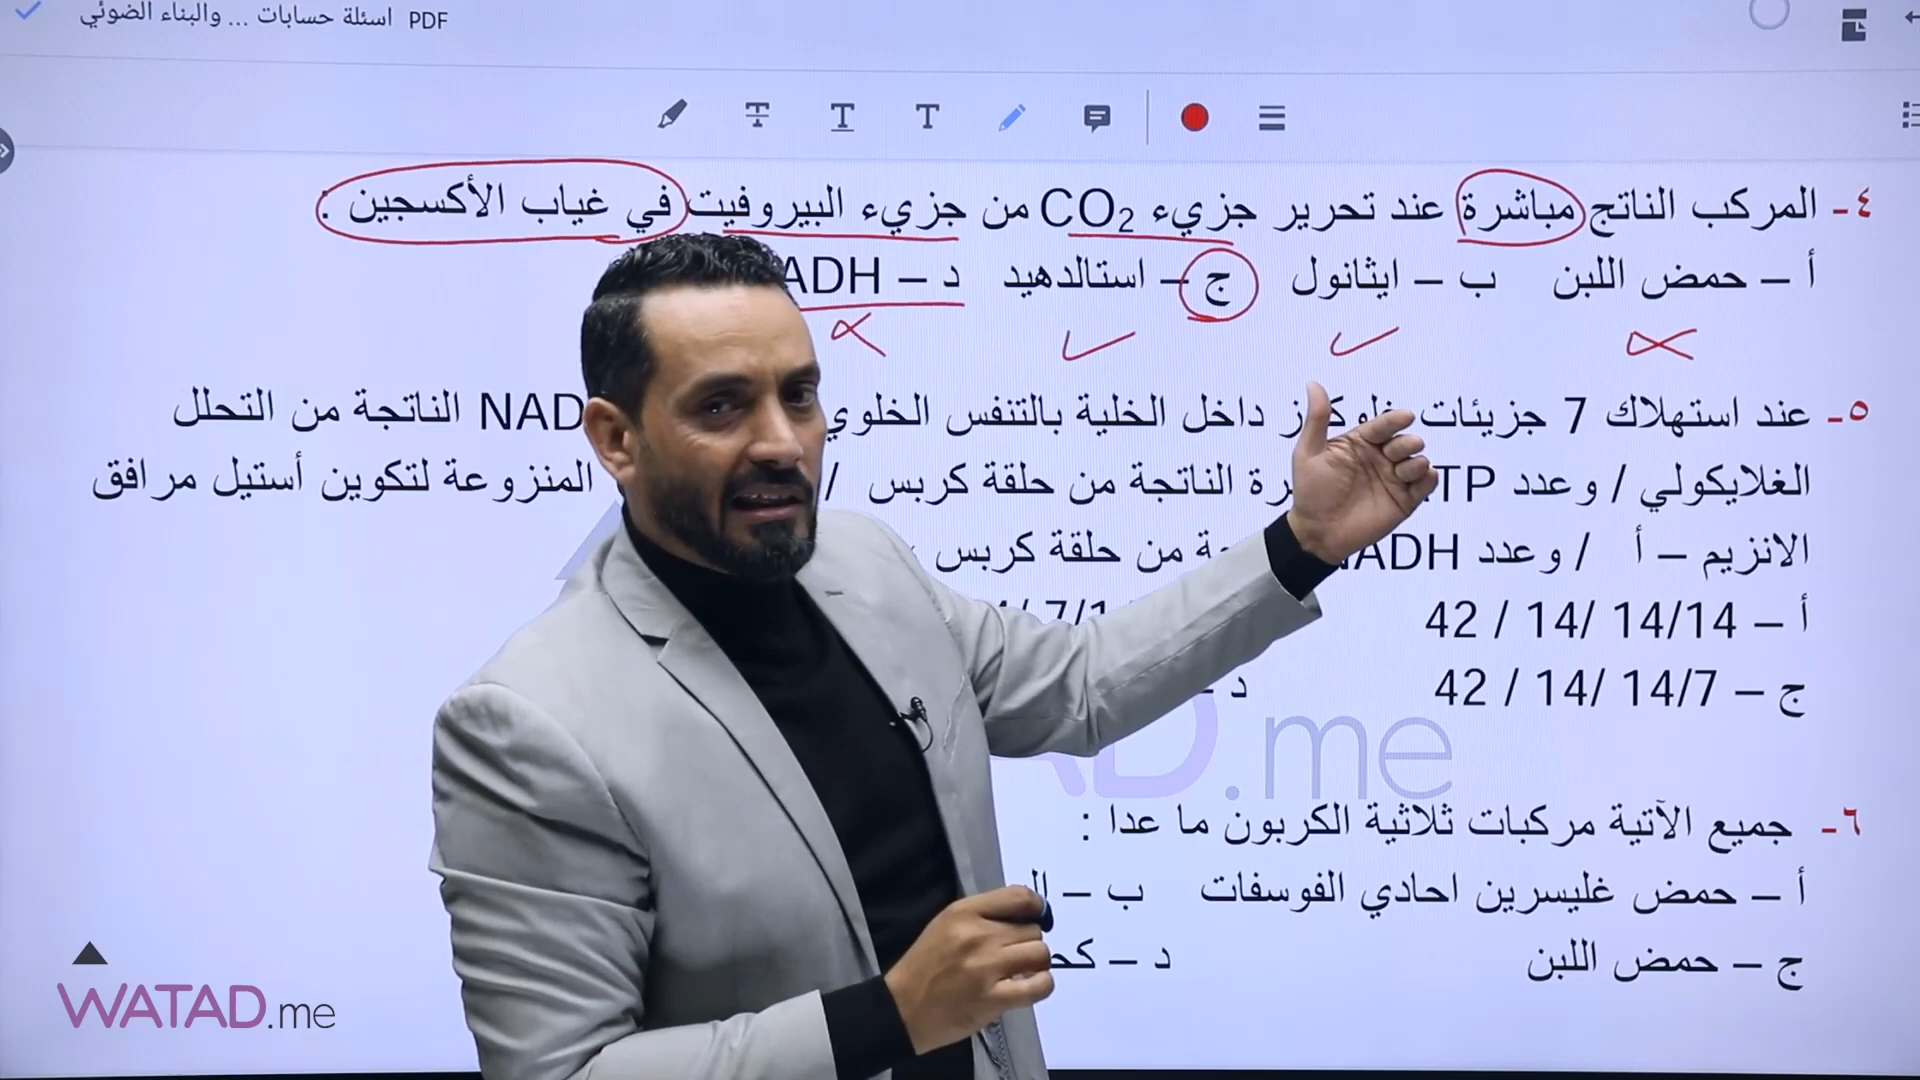 PDF اسئلة حسابات ... والبناء الضوئي
٤- المركب الناتج مباشرة عند تحرير جزيء CO2 من جزيء البيروفيت في غياب الأكسجين :
أ – حمض اللبن ب – ايثانول ج – استالدهيد د – ADH
٥- عند استهلاك 7 جزيئات داخل الخلية بالتنفس الخلوي NAD الناتجة من التحلل
الغلايكولي / وعدد TP الناتجة من حلقة كربس / المنزوعة لتكوين أستيل مرافق
الانزيم – أ / وعدد NADH من حلقة كربس
أ – 14/14 /14 / 42
ج – 14/7 /14 / 42 د –
٦- جميع الآتية مركبات ثلاثية الكربون ما عدا :
أ – حمض غليسرين احادي الفوسفات ب –
ج – حمض اللبن د –
WATAD.me